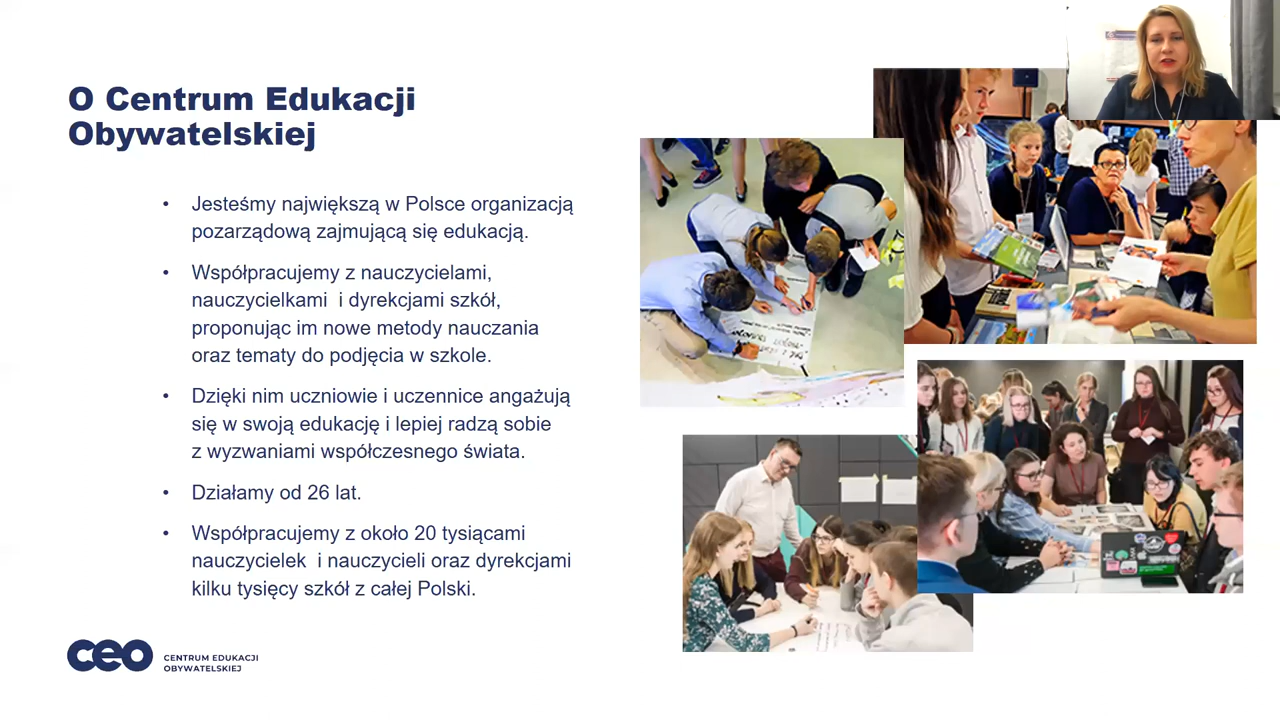 O Centrum Edukacji
Obywatelskiej
• Jesteśmy największą w Polsce organizacją
pozarządową zajmującą się edukacją.
• Współpracujemy z nauczycielami,
nauczycielkami i dyrekcjami szkół,
proponując im nowe metody nauczania
oraz tematy do podjęcia w szkole.
• Dzięki nim uczniowie i uczennice angażują
się w swoją edukację i lepiej radzą sobie
z wyzwaniami współczesnego świata.
• Działamy od 26 lat.
• Współpracujemy z około 20 tysiącami
nauczycielek i nauczycieli oraz dyrekcjami
kilku tysięcy szkół z całej Polski.
ceo
CENTRUM EDUKACJI
OBYWATELSKIEJ